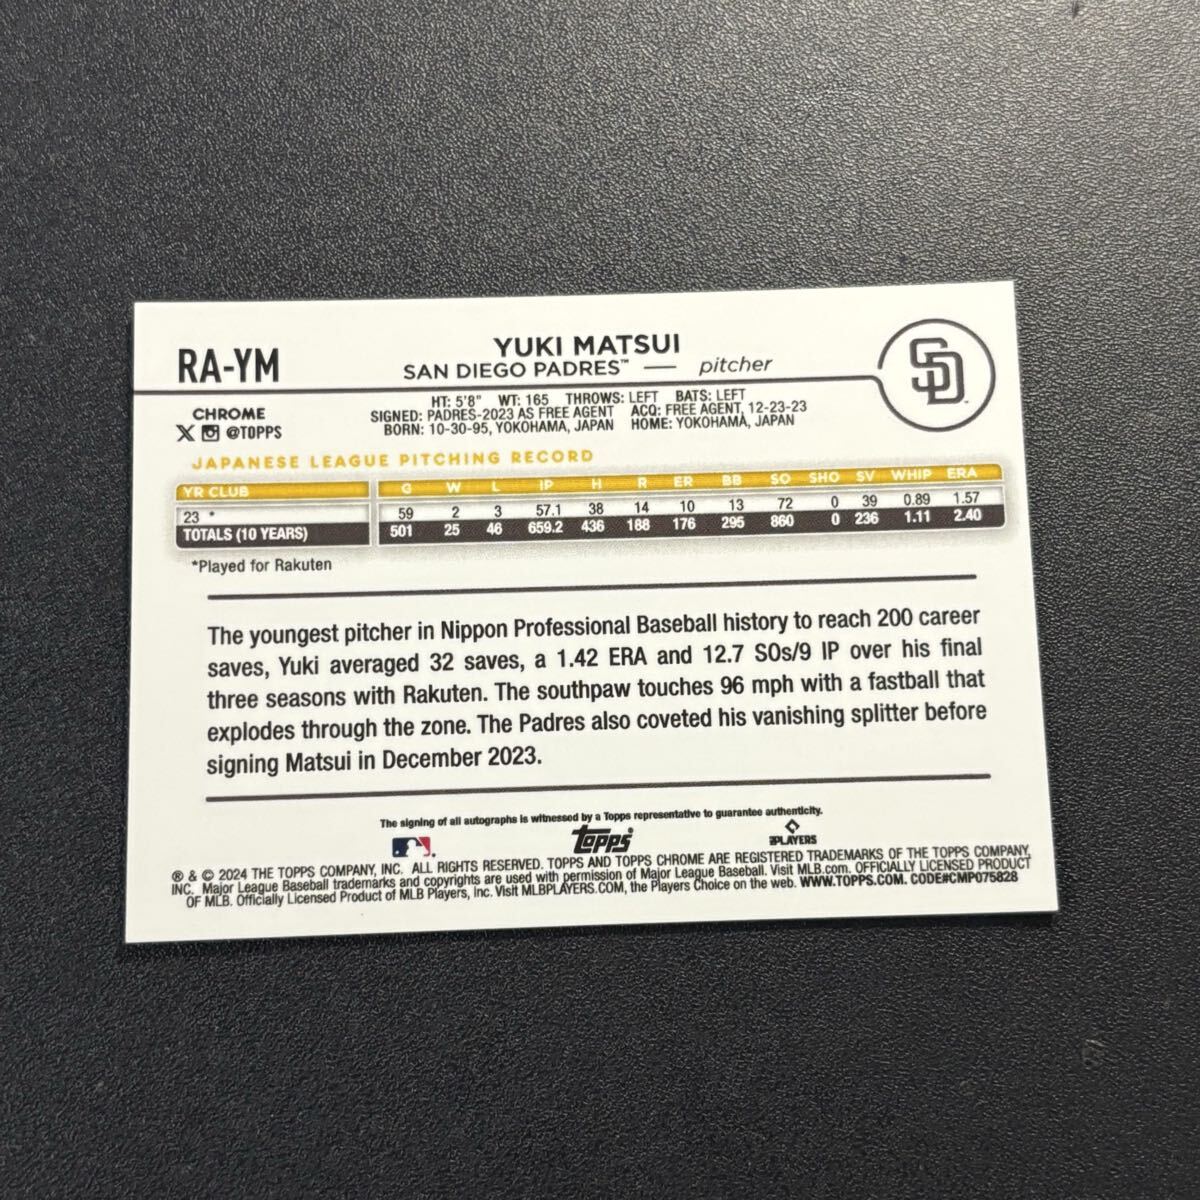 RA-YM
YUKI MATSUI
SAN DIEGO PADRES™ — pitcher
SD
CHROME
X @TOPPS
HT: 5'8" WT: 165 THROWS: LEFT BATS: LEFT
SIGNED: PADRES-2023 AS FREE AGENT ACQ: FREE AGENT, 12-23-23
BORN: 10-30-95, YOKOHAMA, JAPAN HOME: YOKOHAMA, JAPAN
JAPANESE LEAGUE PITCHING RECORD
YR CLUB G W L IP H R ER BB SO SHO SV WHIP ERA
23 * 59 2 3 57.1 38 14 10 13 72 0 39 0.89 1.57
TOTALS (10 YEARS) 501 25 46 659.2 436 188 176 295 860 0 236 1.11 2.40
*Played for Rakuten
The youngest pitcher in Nippon Professional Baseball history to reach 200 career
saves, Yuki averaged 32 saves, a 1.42 ERA and 12.7 SOs/9 IP over his final
three seasons with Rakuten. The southpaw touches 96 mph with a fastball that
explodes through the zone. The Padres also coveted his vanishing splitter before
signing Matsui in December 2023.
The signing of all autographs is witnessed by a Topps representative to guarantee authenticity.
topps
PLAYERS
® & © 2024 THE TOPPS COMPANY, INC. ALL RIGHTS RESERVED. TOPPS AND TOPPS CHROME ARE REGISTERED TRADEMARKS OF THE TOPPS COMPANY,
INC. Major League Baseball trademarks and copyrights are used with permission of Major League Baseball. Visit MLB.com. OFFICIALLY LICENSED PRODUCT
OF MLB. Officially Licensed Product of MLB Players, Inc. Visit MLBPLAYERS.COM, the Players Choice on the web. WWW.TOPPS.COM. CODE#CMP075828